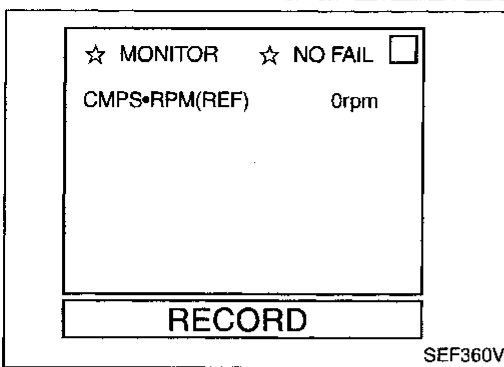 ☆ MONITOR ☆ NO FAIL
CMPS•RPM(REF) 0rpm
RECORD
SEF360V